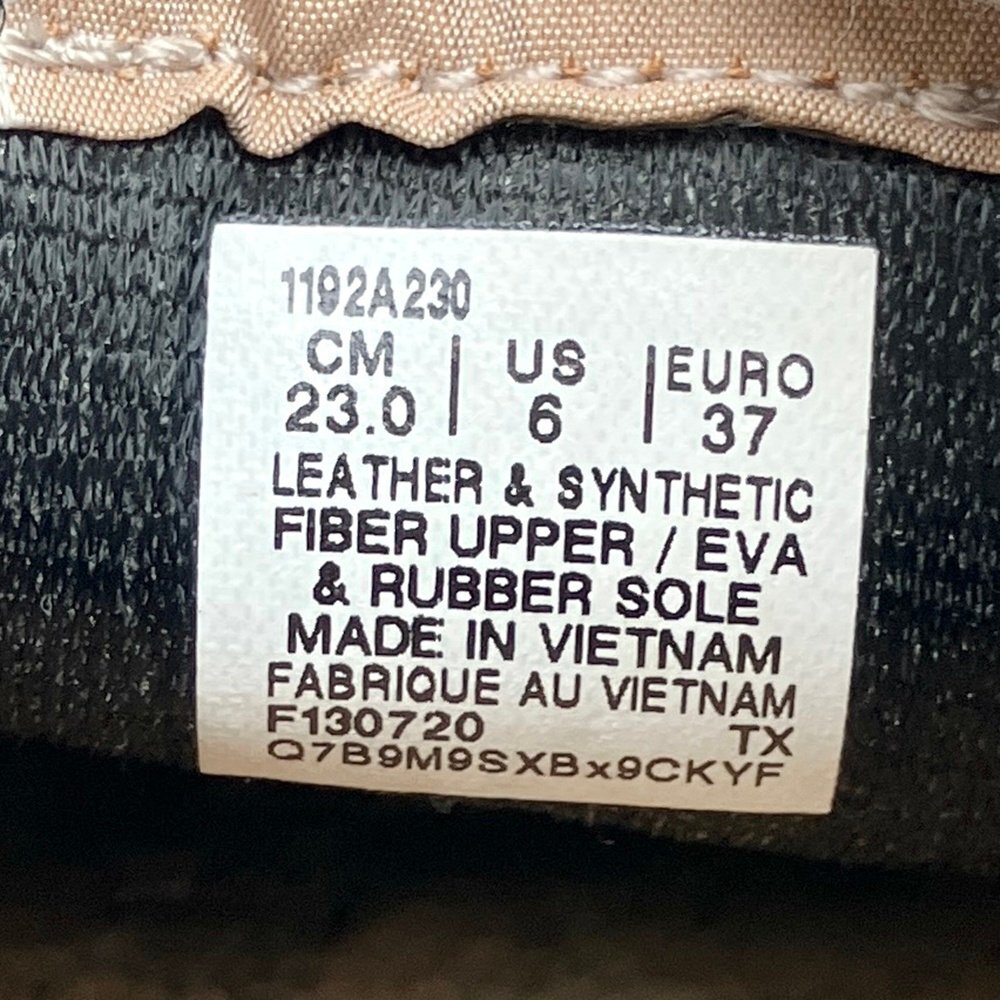 1192A230
CM | US | EURO
23.0 | 6 | 37
LEATHER & SYNTHETIC
FIBER UPPER / EVA
& RUBBER SOLE
MADE IN VIETNAM
FABRIQUE AU VIETNAM
F130720 TX
Q7B9M9SXBx9CKYF